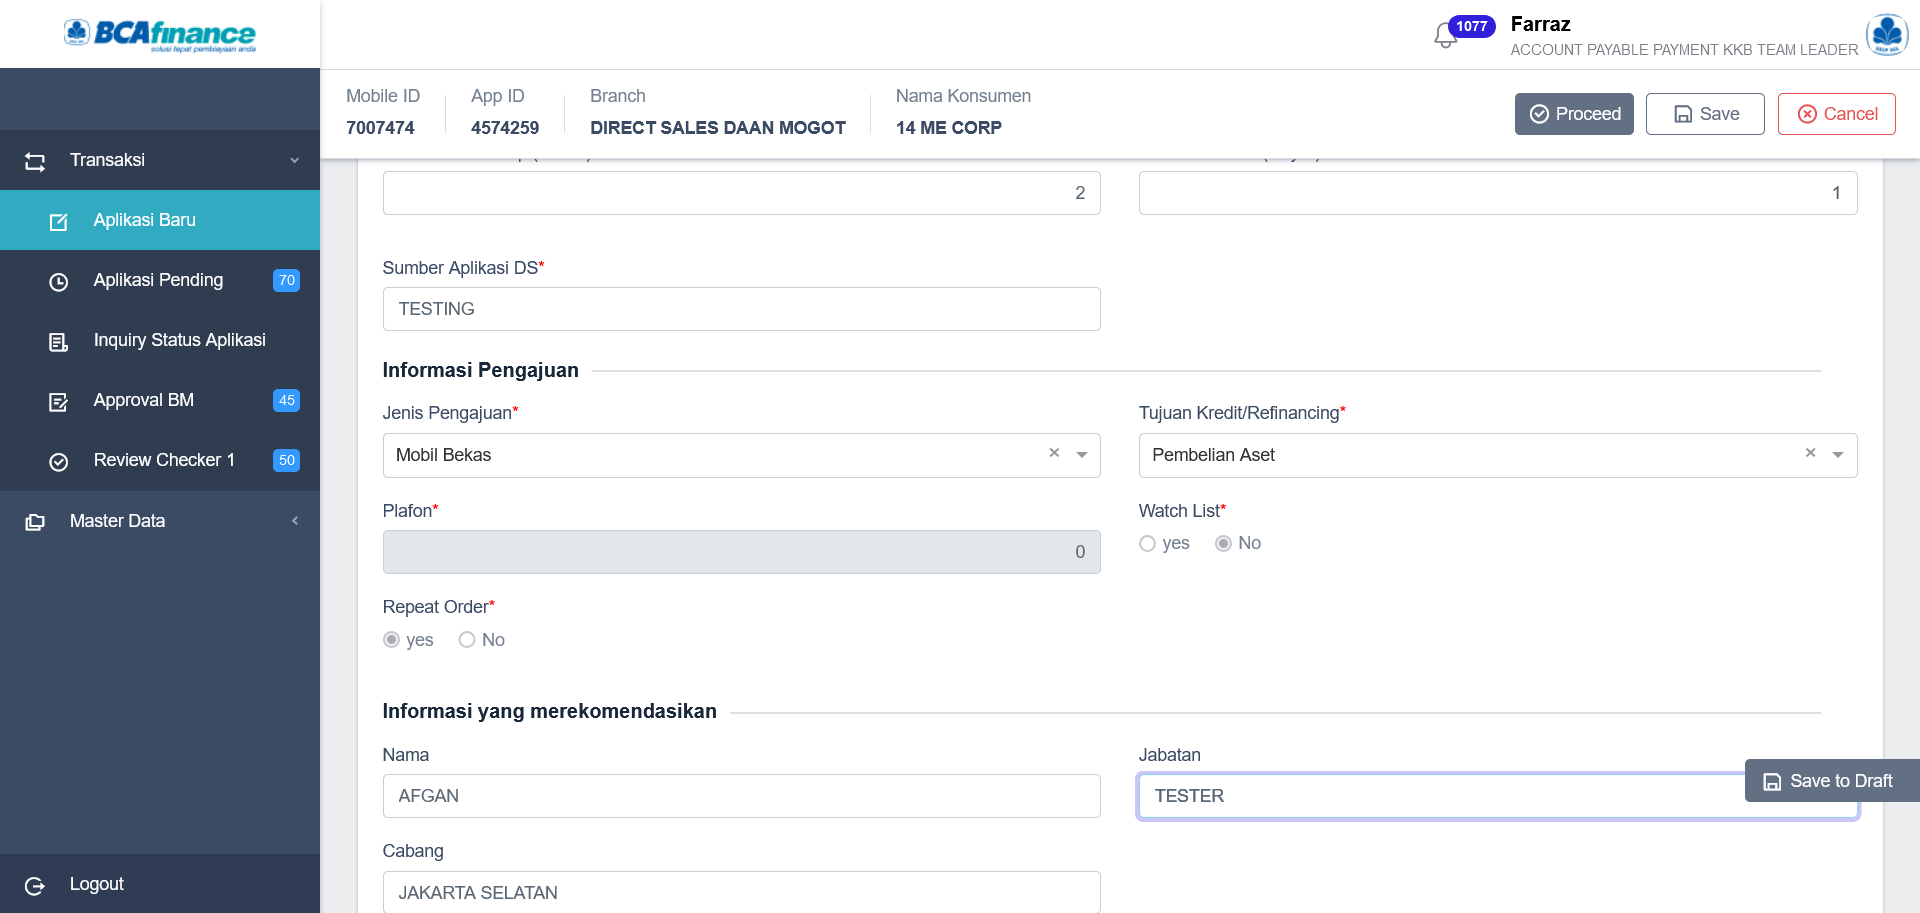 BCAfinance
solusi tepat pembiayaan anda
1077
Farraz
ACCOUNT PAYABLE PAYMENT KKB TEAM LEADER
Mobile ID
7007474
App ID
4574259
Branch
DIRECT SALES DAAN MOGOT
Nama Konsumen
14 ME CORP
Proceed
Save
Cancel
Transaksi
Aplikasi Baru
Aplikasi Pending
70
Inquiry Status Aplikasi
Approval BM
45
Review Checker 1
50
Master Data
Logout
2
1
Sumber Aplikasi DS*
TESTING
Informasi Pengajuan
Jenis Pengajuan*
Mobil Bekas
Tujuan Kredit/Refinancing*
Pembelian Aset
Plafon*
0
Watch List*
yes
No
Repeat Order*
yes
No
Informasi yang merekomendasikan
Nama
AFGAN
Jabatan
TESTER
Save to Draft
Cabang
JAKARTA SELATAN